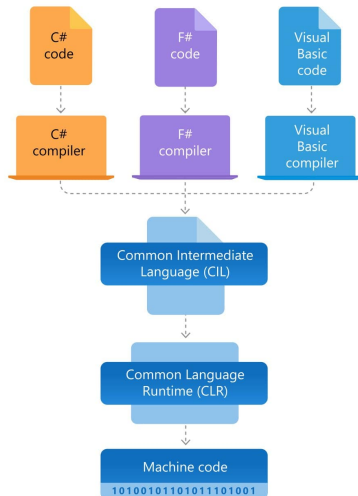 C#
code
F#
code
Visual
Basic
code
C#
compiler
F#
compiler
Visual
Basic
compiler
Common Intermediate
Language (CIL)
Common Language
Runtime (CLR)
Machine code
10100101101011101001